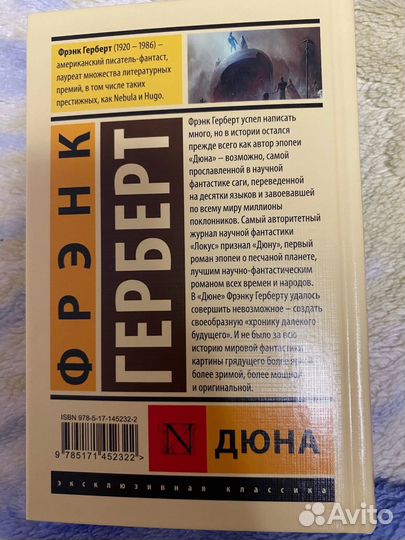 Фрэнк Герберт (1920 – 1986) –
американский писатель-фантаст,
лауреат множества литературных
премий, в том числе таких
престижных, как Nebula и Hugo.
ФРЭНК
ГЕРБЕРТ
Фрэнк Герберт успел написать
много, но в истории остался
прежде всего как автор эпопеи
«Дюна» – возможно, самой
прославленной в научной
фантастике саги, переведенной
на десятки языков и завоевавшей
по всему миру миллионы
поклонников. Самый авторитетный
журнал научной фантастики
«Локус» признал «Дюну», первый
роман эпопеи о песчаной планете,
лучшим научно-фантастическим
романом всех времен и народов.
В «Дюне» Фрэнку Герберту удалось
совершить невозможное – создать
своеобразную «хронику далекого
будущего». И не было за всю
историю мировой фантастики
картины грядущего более яркой,
более зримой, более мощной
и оригинальной.
ISBN 978-5-17-145232-2
9 785171 452322 >
N
ДЮНА
эксклюзивная классика
Avito